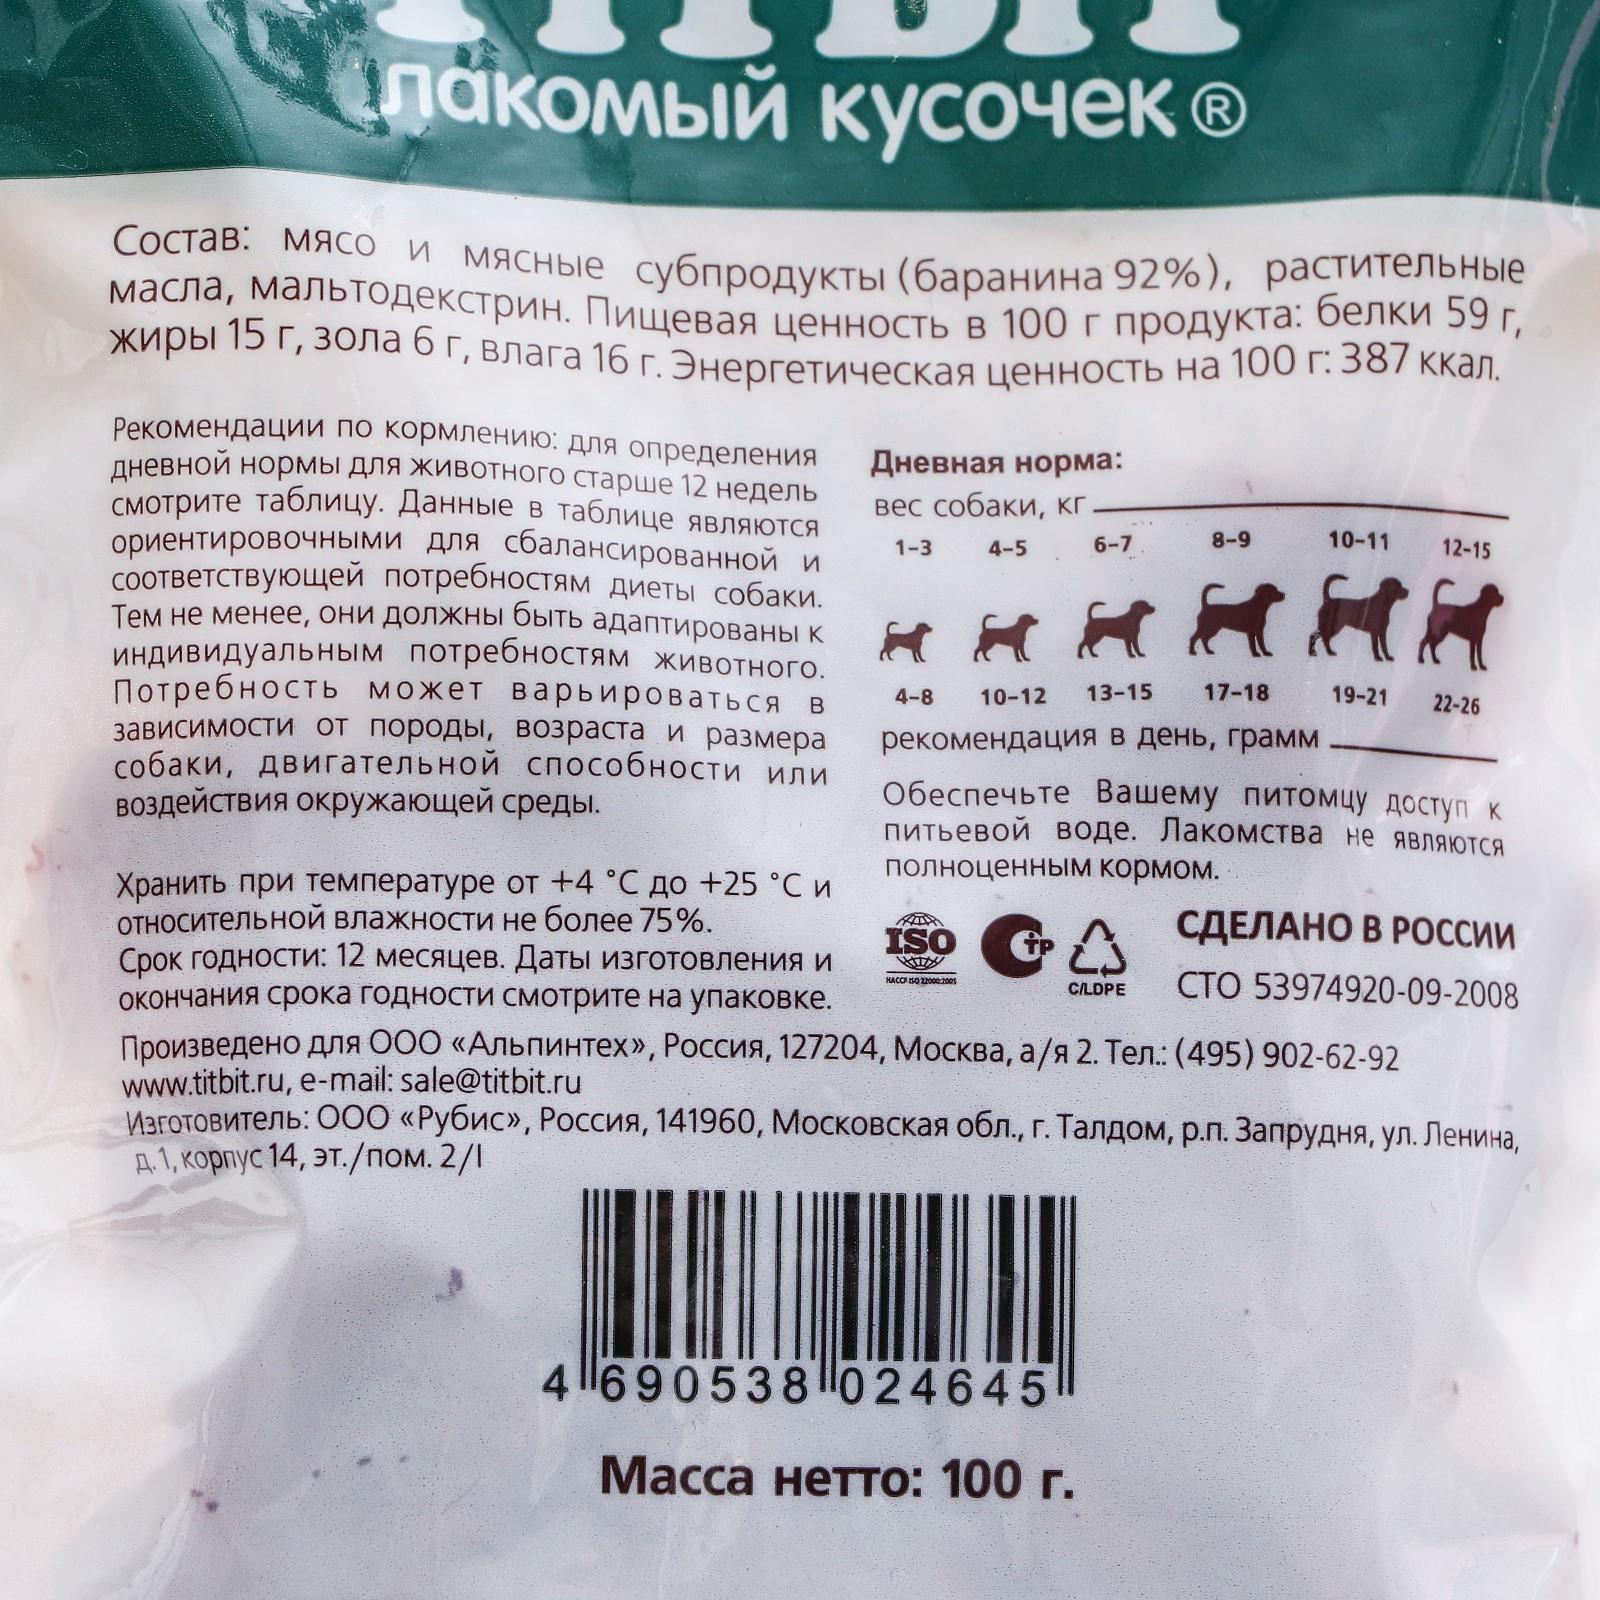 лакомый кусочек ®
Состав: мясо и мясные субпродукты (баранина 92%), растительные
масла, мальтодекстрин. Пищевая ценность в 100 г продукта: белки 59 г,
жиры 15 г, зола 6 г, влага 16 г. Энергетическая ценность на 100 г: 387 ккал.
Рекомендации по кормлению: для определения
дневной нормы для животного старше 12 недель
смотрите таблицу. Данные в таблице являются
ориентировочными для сбалансированной и
соответствующей потребностям диеты собаки.
Тем не менее, они должны быть адаптированы к
индивидуальным потребностям животного.
Потребность может варьироваться в
зависимости от породы, возраста и размера
собаки, двигательной способности или
воздействия окружающей среды.
Хранить при температуре от +4 °C до +25 °C и
относительной влажности не более 75%.
Срок годности: 12 месяцев. Даты изготовления и
окончания срока годности смотрите на упаковке.
Дневная норма:
вес собаки, кг
1-3 4-5 6-7 8-9 10-11 12-15
4-8 10-12 13-15 17-18 19-21 22-26
рекомендация в день, грамм
Обеспечьте Вашему питомцу доступ к
питьевой воде. Лакомства не являются
полноценным кормом.
ISO
HACCP ISO 22000:2005
ТР
C/LDPE
СДЕЛАНО В РОССИИ
СТО 53974920-09-2008
Произведено для ООО «Альпинтех», Россия, 127204, Москва, а/я 2. Тел.: (495) 902-62-92
www.titbit.ru, e-mail: sale@titbit.ru
Изготовитель: ООО «Рубис», Россия, 141960, Московская обл., г. Талдом, р.п. Запрудня, ул. Ленина,
д. 1, корпус 14, эт./пом. 2/I
4 690538 024645
Масса нетто: 100 г.